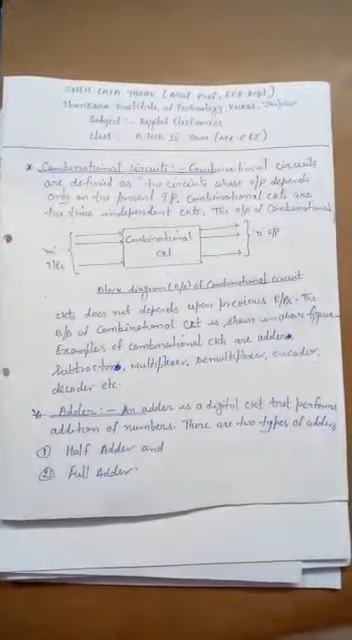 (Asst Prof, ECE Dept)
Shankara Institute of Technology, Kukas, Jaipur
Subject :- Digital Electronics
Class : B.Tech IV Sem
* Combinational circuits :- Combinational circuits
are defined as the circuits whose o/p depends
only on the present I/P. Combinational ckts are
the time independent ckts. The o/p of Combinational
'm'
I/Ps
Combinational
CKt
'n' o/p
Block diagram (B/D) of Combinational circuit
ckts does not depends upon previous I/Ps. The
B/D of Combinational CKt is shown in above figure
Examples of combinational ckts are adders,
Subtractors, Multiplexer, Demultiplexer, encoder,
decoder etc.
Adder :- An adder is a digital ckt that performs
addition of numbers. There are two types of adders
① Half Adder and
② Full Adder.